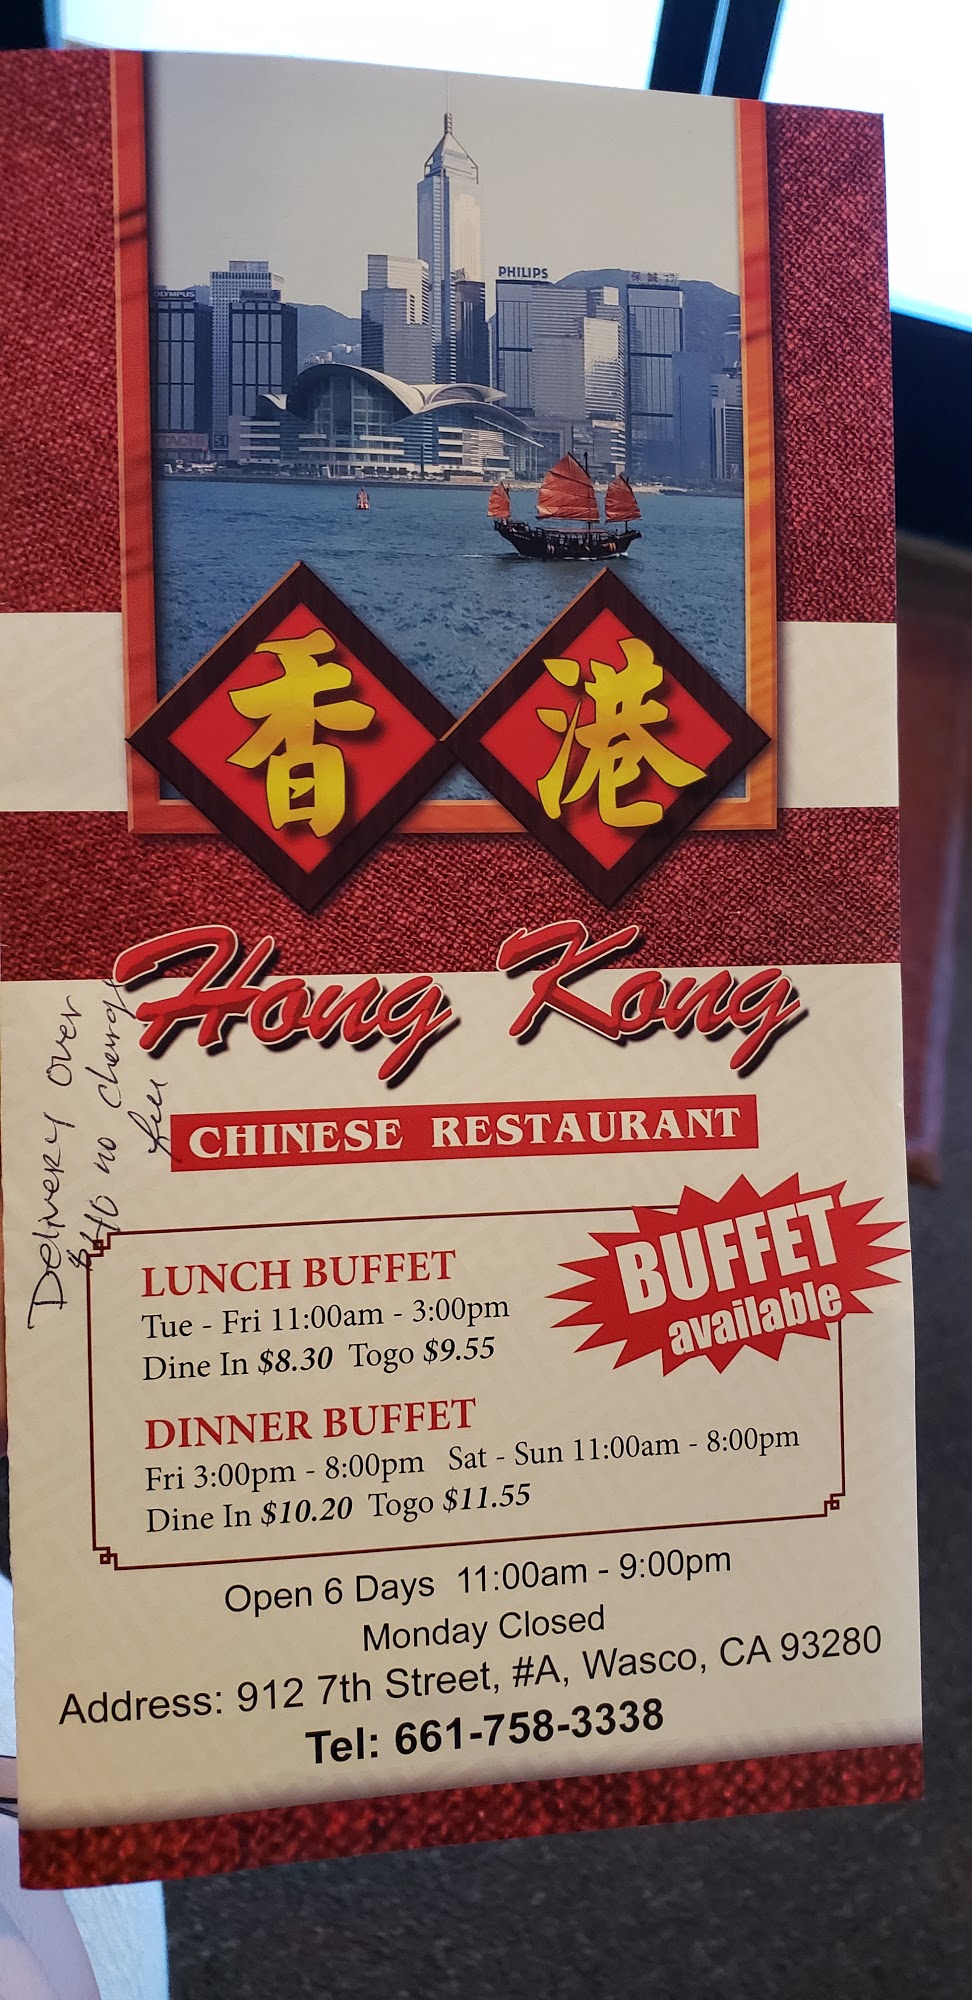 OLYMPUS
PHILIPS
香港
Hong Kong
CHINESE RESTAURANT
Delivery over
$40 no charge
BUFFET
available
LUNCH BUFFET
Tue - Fri 11:00am - 3:00pm
Dine In $8.30 Togo $9.55
DINNER BUFFET
Fri 3:00pm - 8:00pm Sat - Sun 11:00am - 8:00pm
Dine In $10.20 Togo $11.55
Open 6 Days 11:00am - 9:00pm
Monday Closed
Address: 912 7th Street, #A, Wasco, CA 93280
Tel: 661-758-3338